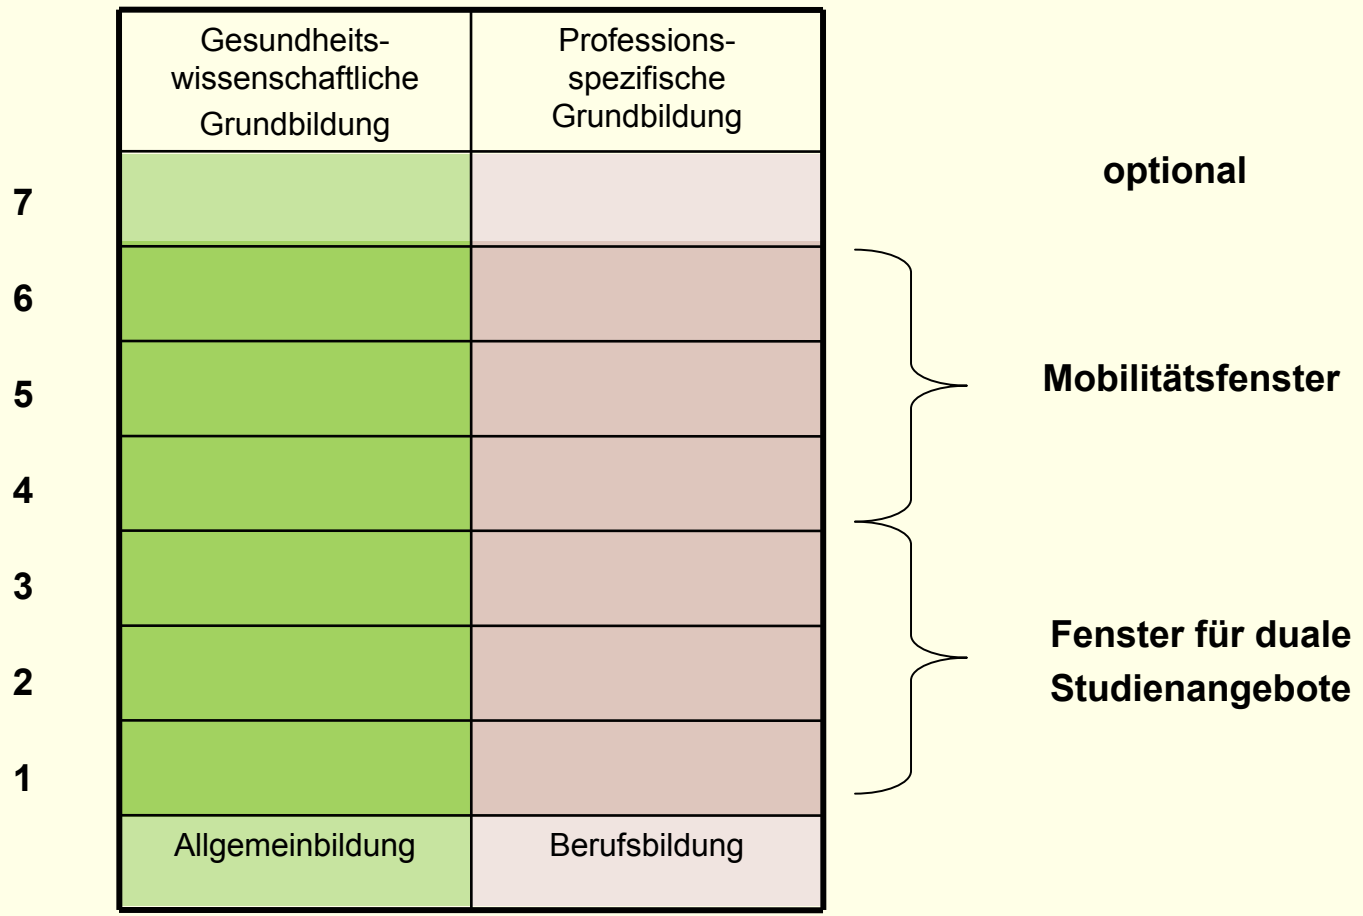 Gesundheits-
wissenschaftliche
Grundbildung
Professions-
spezifische
Grundbildung
optional
7
6
5
Mobilitätsfenster
4
3
Fenster für duale
Studienangebote
2
1
Allgemeinbildung
Berufsbildung